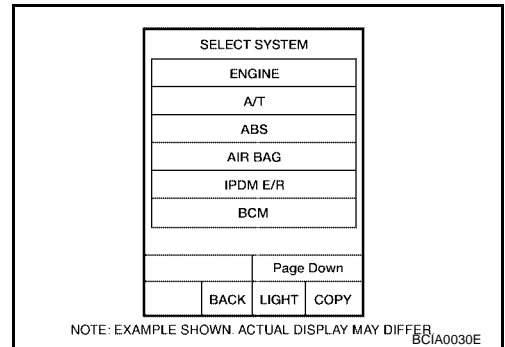 SELECT SYSTEM
ENGINE
A/T
ABS
AIR BAG
IPDM E/R
BCM
Page Down
BACK LIGHT COPY
NOTE: EXAMPLE SHOWN. ACTUAL DISPLAY MAY DIFFER.
BCIA0030E